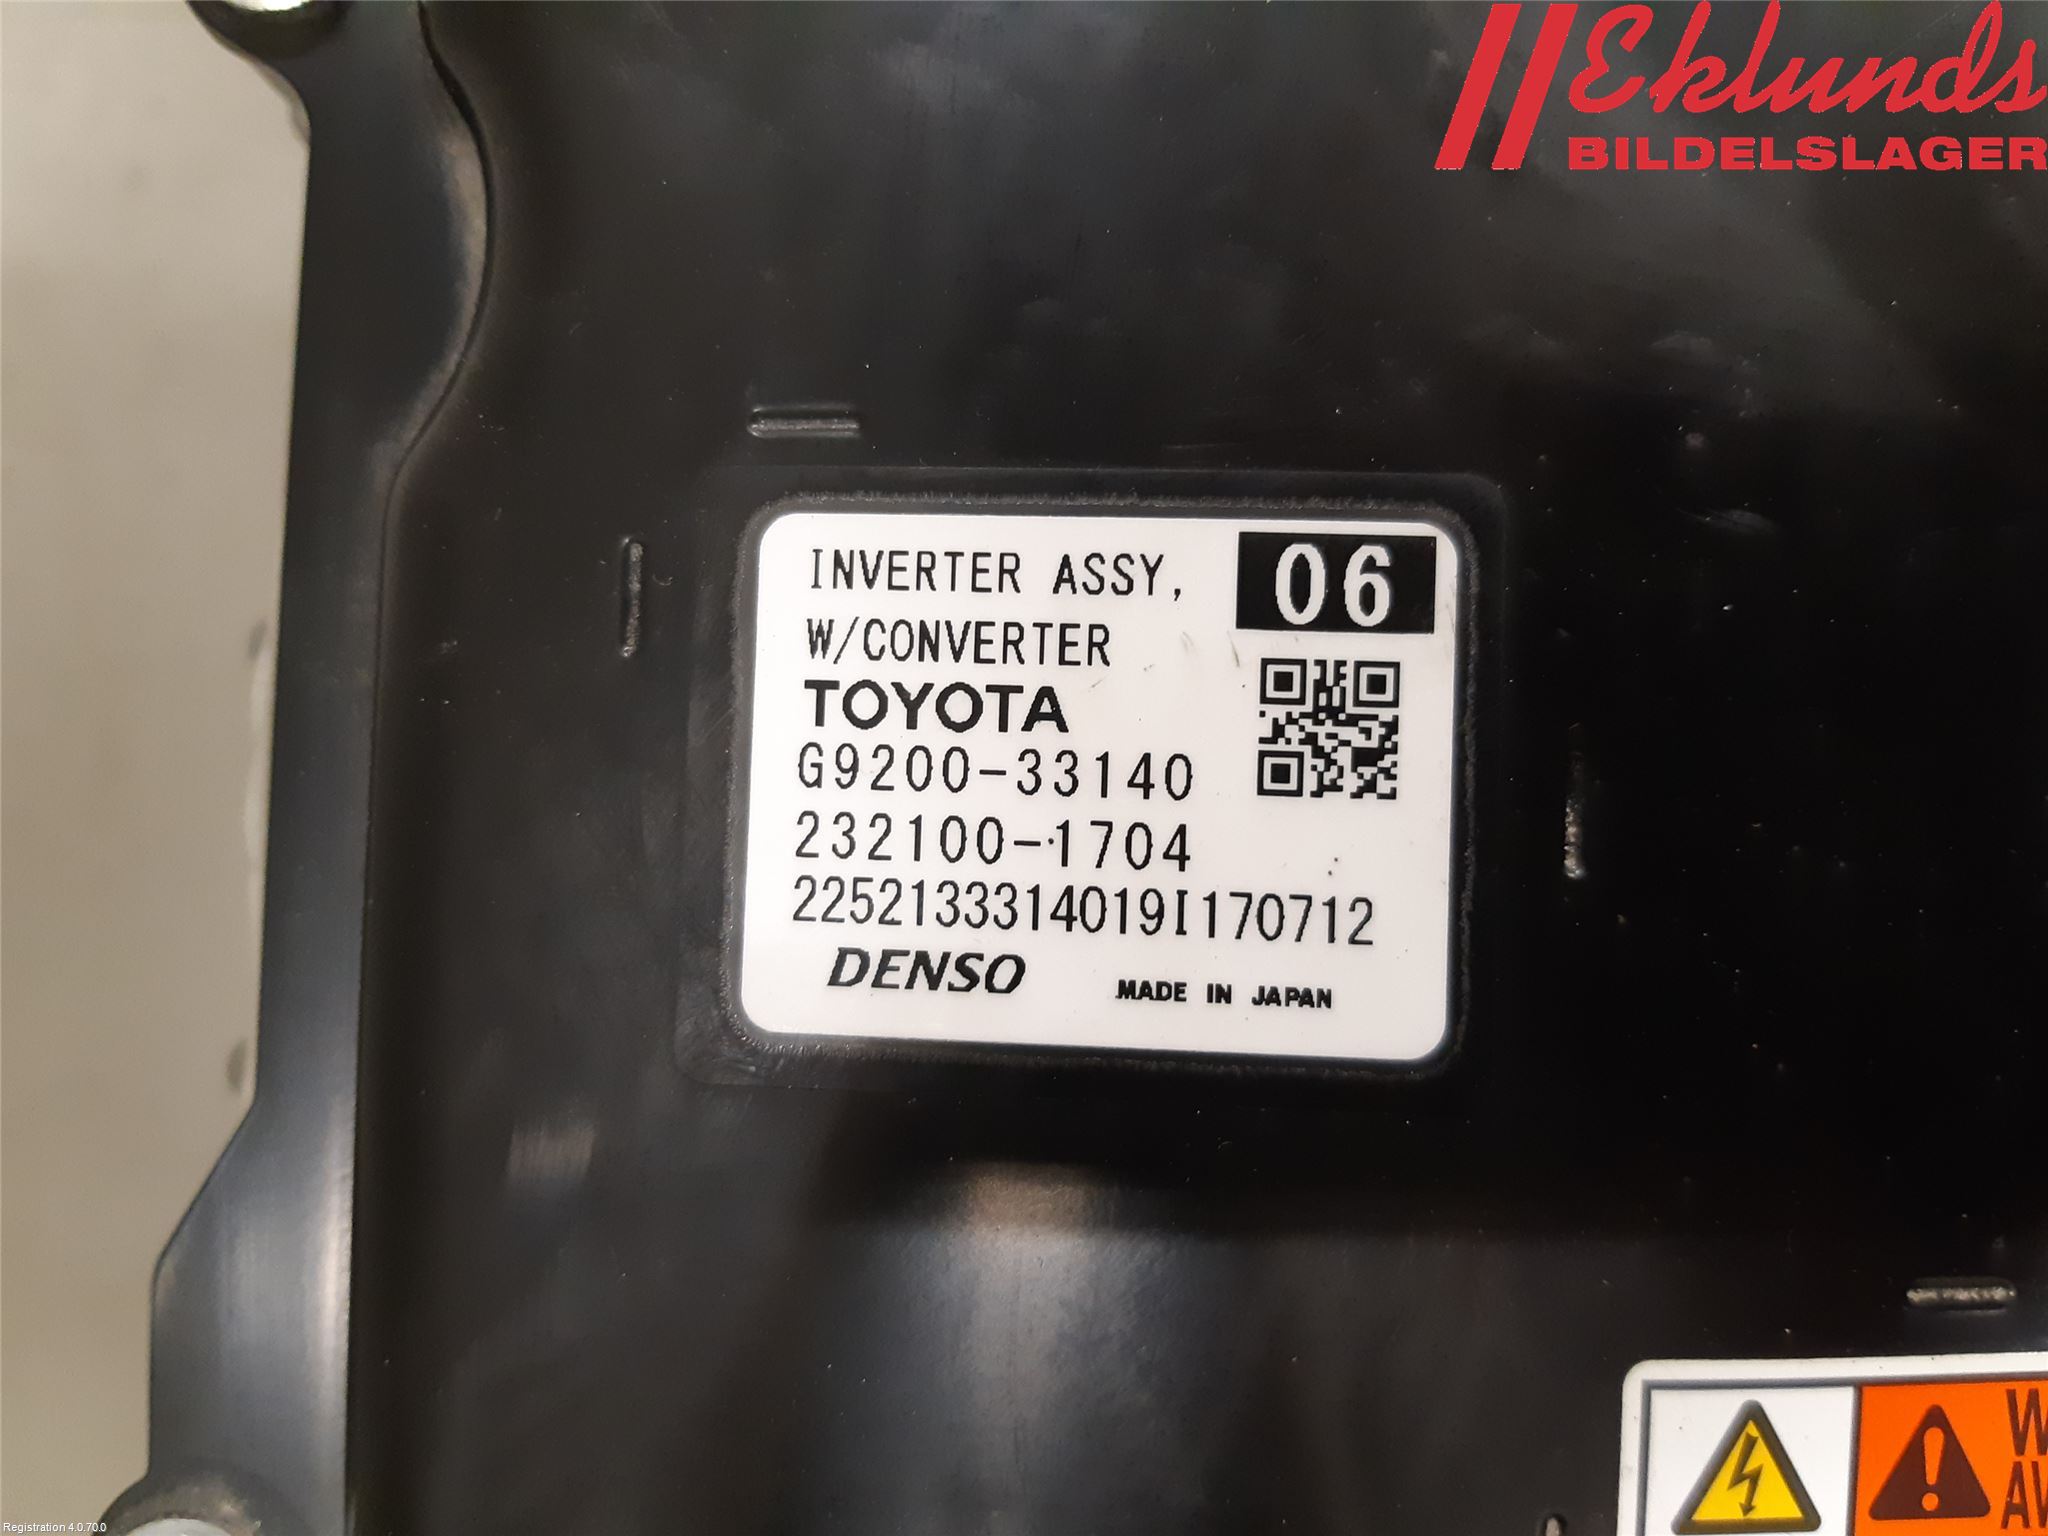 Eklunds
BILDELSLAGER
INVERTER ASSY,
W/CONVERTER
06
TOYOTA
G9200-33140
232100-1704
2252133314019I170712
DENSO
MADE IN JAPAN
W
Registration 4.0.70.0